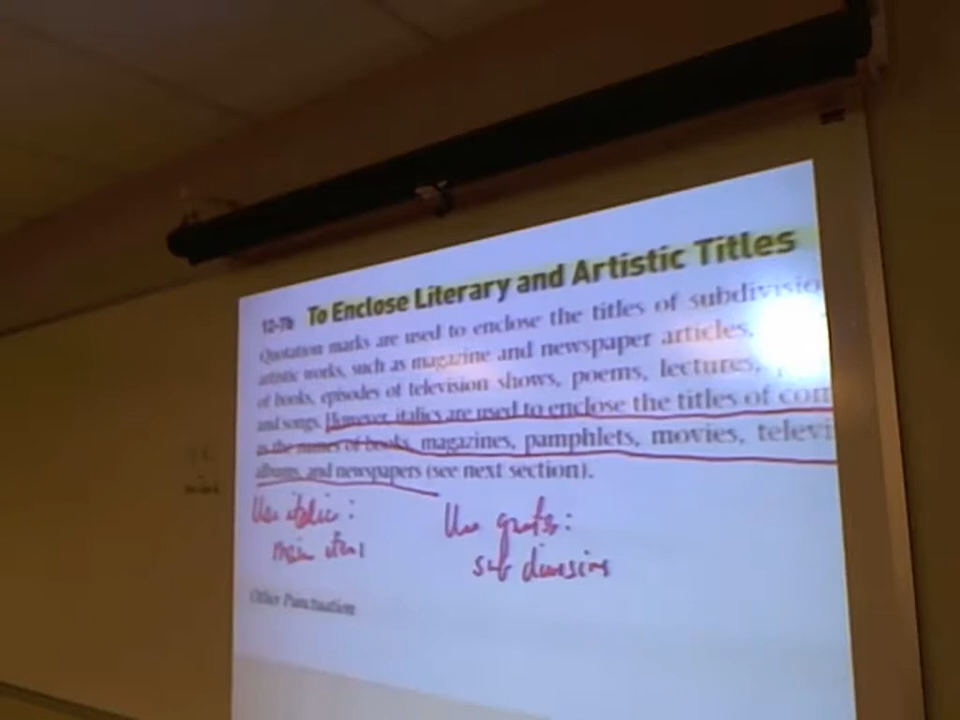 12-7b To Enclose Literary and Artistic Titles
Quotation marks are used to enclose the titles of subdivisio
artistic works, such as magazine and newspaper articles,
of books, episodes of television shows, poems, lectures,
and songs. However, italics are used to enclose the titles of com
as the names of books, magazines, pamphlets, movies, televi
albums, and newspapers (see next section).
Use italic:
main item
Use quotes:
sub divisions
Other Punctuation